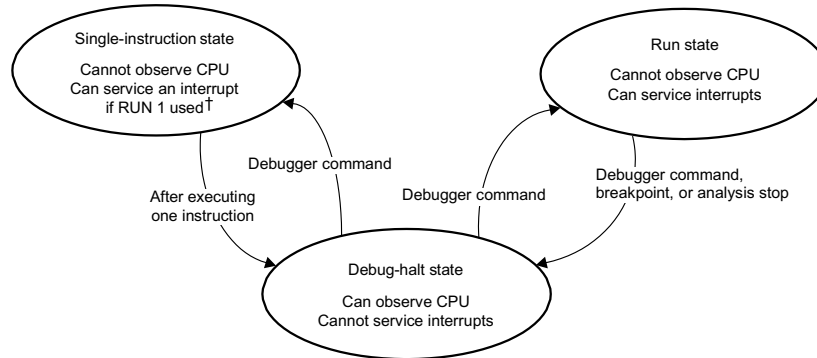 Single-instruction state
Cannot observe CPU
Can service an interrupt
if RUN 1 used†
Run state
Cannot observe CPU
Can service interrupts
Debugger command
After executing
one instruction
Debugger command
Debugger command,
breakpoint, or analysis stop
Debug-halt state
Can observe CPU
Cannot service interrupts